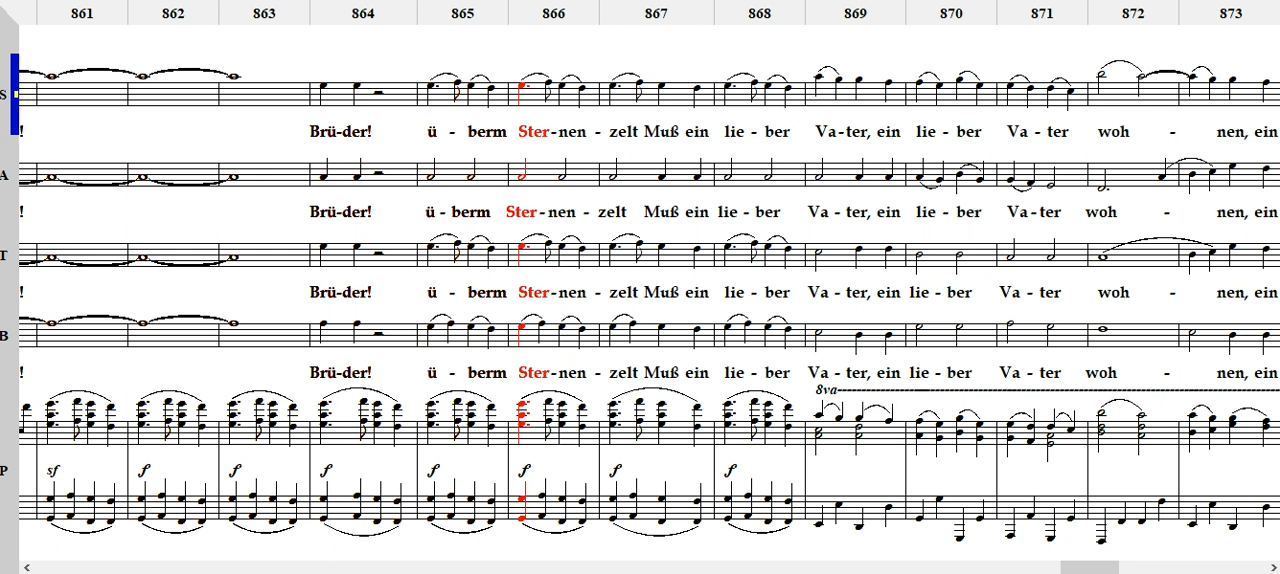 861 862 863 864 865 866 867 868 869 870 871 872 873
S
! Brü-der! ü - berm Ster-nen - zelt Muß ein lie - ber Va-ter, ein lie - ber Va - ter woh - nen, ein
A
! Brü-der! ü - berm Ster-nen - zelt Muß ein lie - ber Va - ter, ein lie - ber Va-ter woh - nen, ein
T
! Brü-der! ü - berm Ster-nen - zelt Muß ein lie - ber Va - ter, ein lie - ber Va - ter woh - nen, ein
B
! Brü-der! ü - berm Ster-nen - zelt Muß ein lie - ber Va - ter, ein lie - ber Va - ter woh - nen, ein
8va
P
sf f f f f f f f